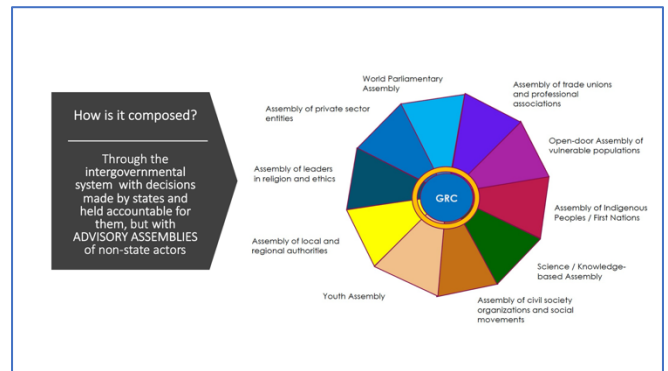 How is it composed?
Through the
intergovernmental
system with decisions
made by states and
held accountable for
them, but with
ADVISORY ASSEMBLIES
of non-state actors
World Parliamentary
Assembly
Assembly of trade unions
and professional
associations
Assembly of private sector
entities
Open-door Assembly of
vulnerable populations
Assembly of leaders
in religion and ethics
GRC
Assembly of Indigenous
Peoples / First Nations
Assembly of local and
regional authorities
Science / Knowledge-
based Assembly
Youth Assembly
Assembly of civil society
organizations and social
movements